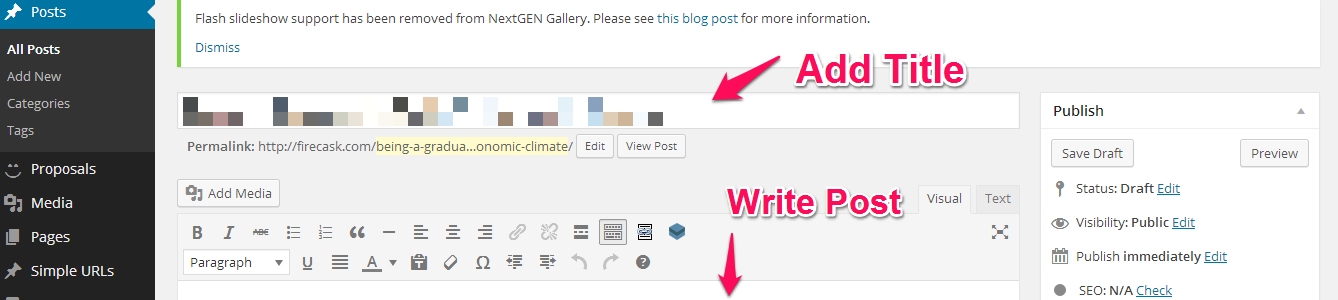 Posts
All Posts
Add New
Categories
Tags
Proposals
Media
Pages
Simple URLs
Flash slideshow support has been removed from NextGEN Gallery. Please see this blog post for more information.
Dismiss
Add Title
Permalink: http://firecask.com/being-a-gradua...onomic-climate/ Edit View Post
Add Media
Write Post
Visual Text
B I ABC
Paragraph U A T Ω ?
Publish
Save Draft Preview
Status: Draft Edit
Visibility: Public Edit
Publish immediately Edit
SEO: N/A Check